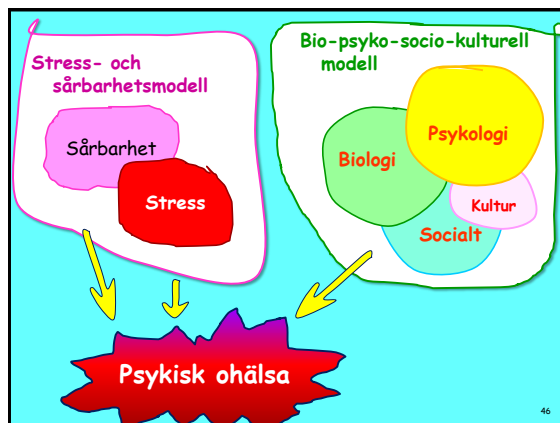 Stress- och
sårbarhetsmodell
Sårbarhet
Stress
Bio-psyko-socio-kulturell
modell
Psykologi
Biologi
Kultur
Socialt
Psykisk ohälsa
46